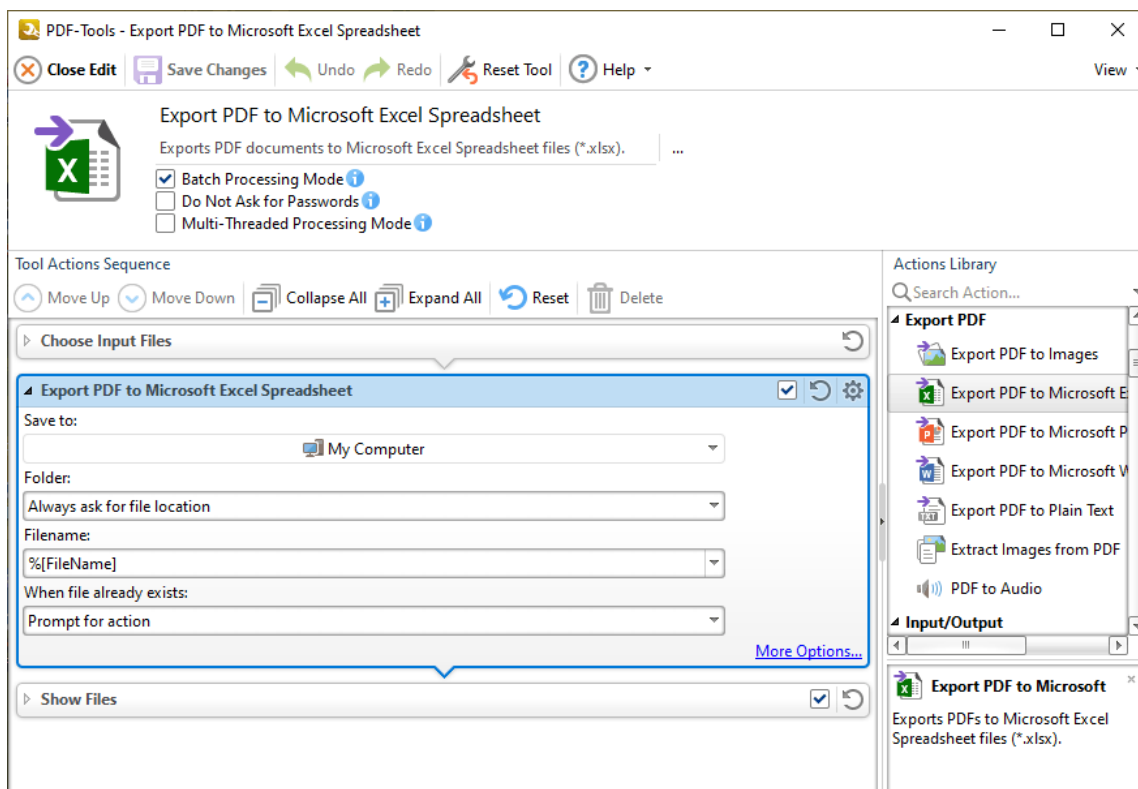 PDF-Tools - Export PDF to Microsoft Excel Spreadsheet
Close Edit Save Changes Undo Redo Reset Tool ? Help View
Export PDF to Microsoft Excel Spreadsheet
Exports PDF documents to Microsoft Excel Spreadsheet files (*.xlsx). ...
Batch Processing Mode i
Do Not Ask for Passwords i
Multi-Threaded Processing Mode i
Tool Actions Sequence
Move Up Move Down Collapse All Expand All Reset Delete
Choose Input Files
Export PDF to Microsoft Excel Spreadsheet
Save to:
My Computer
Folder:
Always ask for file location
Filename:
%[FileName]
When file already exists:
Prompt for action
More Options...
Show Files
Actions Library
Search Action...
Export PDF
Export PDF to Images
Export PDF to Microsoft E
Export PDF to Microsoft P
Export PDF to Microsoft W
Export PDF to Plain Text
Extract Images from PDF
PDF to Audio
Input/Output
Export PDF to Microsoft
Exports PDFs to Microsoft Excel
Spreadsheet files (*.xlsx).